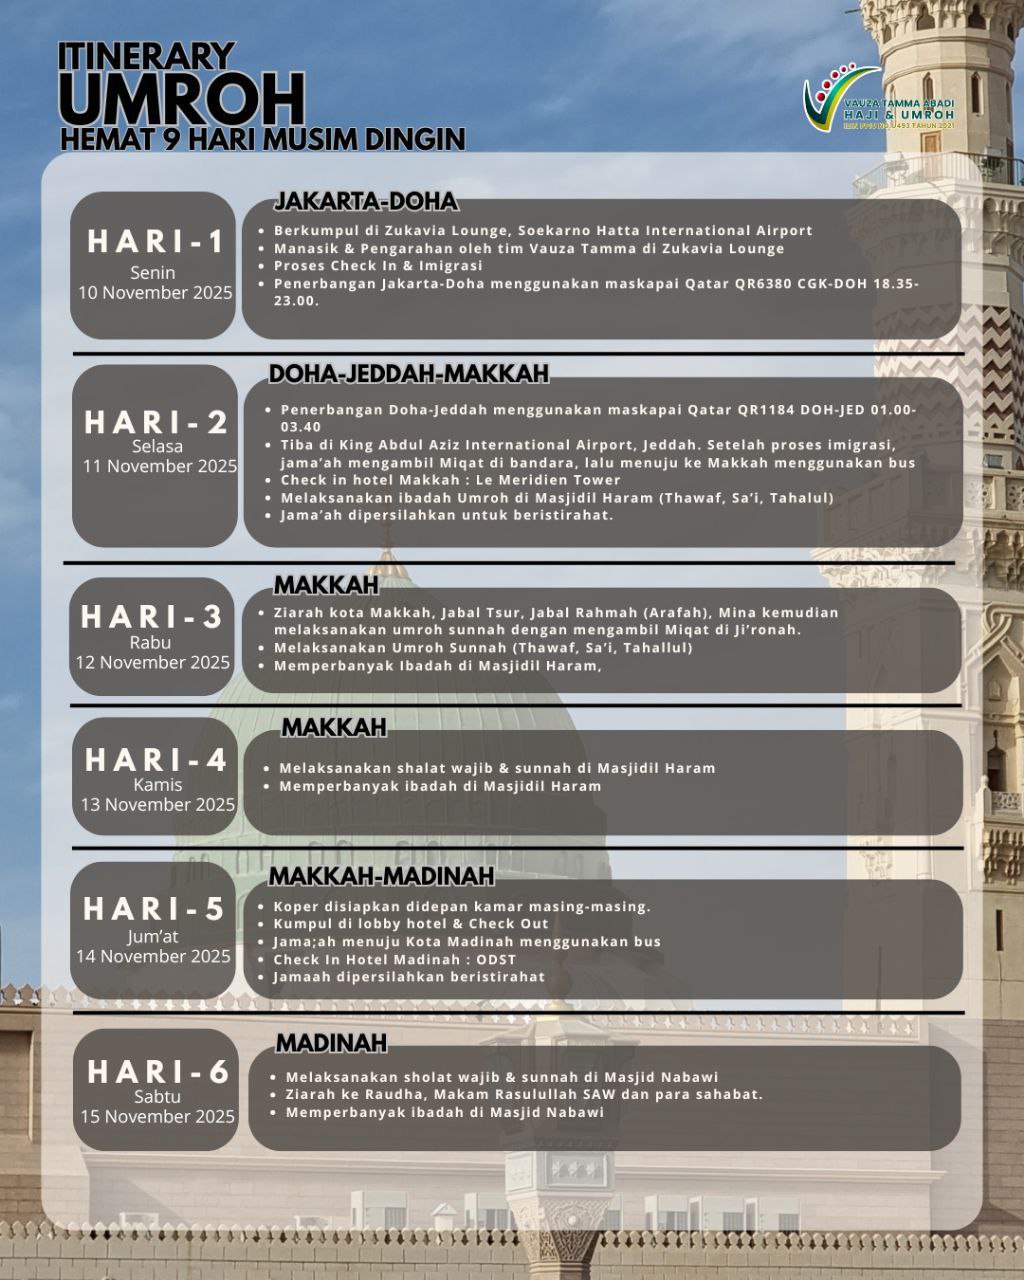 ITINERARY
UMROH
HEMAT 9 HARI MUSIM DINGIN
VAUZA TAMMA ABADI
HAJI & UMROH
IZIN PPIU NO. U493 TAHUN 2021
HARI-1
Senin
10 November 2025
JAKARTA-DOHA
• Berkumpul di Zukavia Lounge, Soekarno Hatta International Airport
• Manasik & Pengarahan oleh tim Vauza Tamma di Zukavia Lounge
• Proses Check In & Imigrasi
• Penerbangan Jakarta-Doha menggunakan maskapai Qatar QR6380 CGK-DOH 18.35-
23.00.
HARI-2
Selasa
11 November 2025
DOHA-JEDDAH-MAKKAH
• Penerbangan Doha-Jeddah menggunakan maskapai Qatar QR1184 DOH-JED 01.00-
03.40
• Tiba di King Abdul Aziz International Airport, Jeddah. Setelah proses imigrasi,
jama’ah mengambil Miqat di bandara, lalu menuju ke Makkah menggunakan bus
• Check in hotel Makkah : Le Meridien Tower
• Melaksanakan ibadah Umroh di Masjidil Haram (Thawaf, Sa’i, Tahalul)
• Jama’ah dipersilahkan untuk beristirahat.
HARI-3
Rabu
12 November 2025
MAKKAH
• Ziarah kota Makkah, Jabal Tsur, Jabal Rahmah (Arafah), Mina kemudian
melaksanakan umroh sunnah dengan mengambil Miqat di Ji’ronah.
• Melaksanakan Umroh Sunnah (Thawaf, Sa’i, Tahallul)
• Memperbanyak Ibadah di Masjidil Haram,
HARI-4
Kamis
13 November 2025
MAKKAH
• Melaksanakan shalat wajib & sunnah di Masjidil Haram
• Memperbanyak ibadah di Masjidil Haram
HARI-5
Jum’at
14 November 2025
MAKKAH-MADINAH
• Koper disiapkan didepan kamar masing-masing.
• Kumpul di lobby hotel & Check Out
• Jama;ah menuju Kota Madinah menggunakan bus
• Check In Hotel Madinah : ODST
• Jamaah dipersilahkan beristirahat
HARI-6
Sabtu
15 November 2025
MADINAH
• Melaksanakan sholat wajib & sunnah di Masjid Nabawi
• Ziarah ke Raudha, Makam Rasulullah SAW dan para sahabat.
• Memperbanyak ibadah di Masjid Nabawi